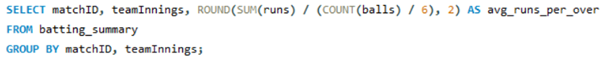 SELECT matchID, teamInnings, ROUND(SUM(runs) / (COUNT(balls) / 6), 2) AS avg_runs_per_over
FROM batting_summary
GROUP BY matchID, teamInnings;